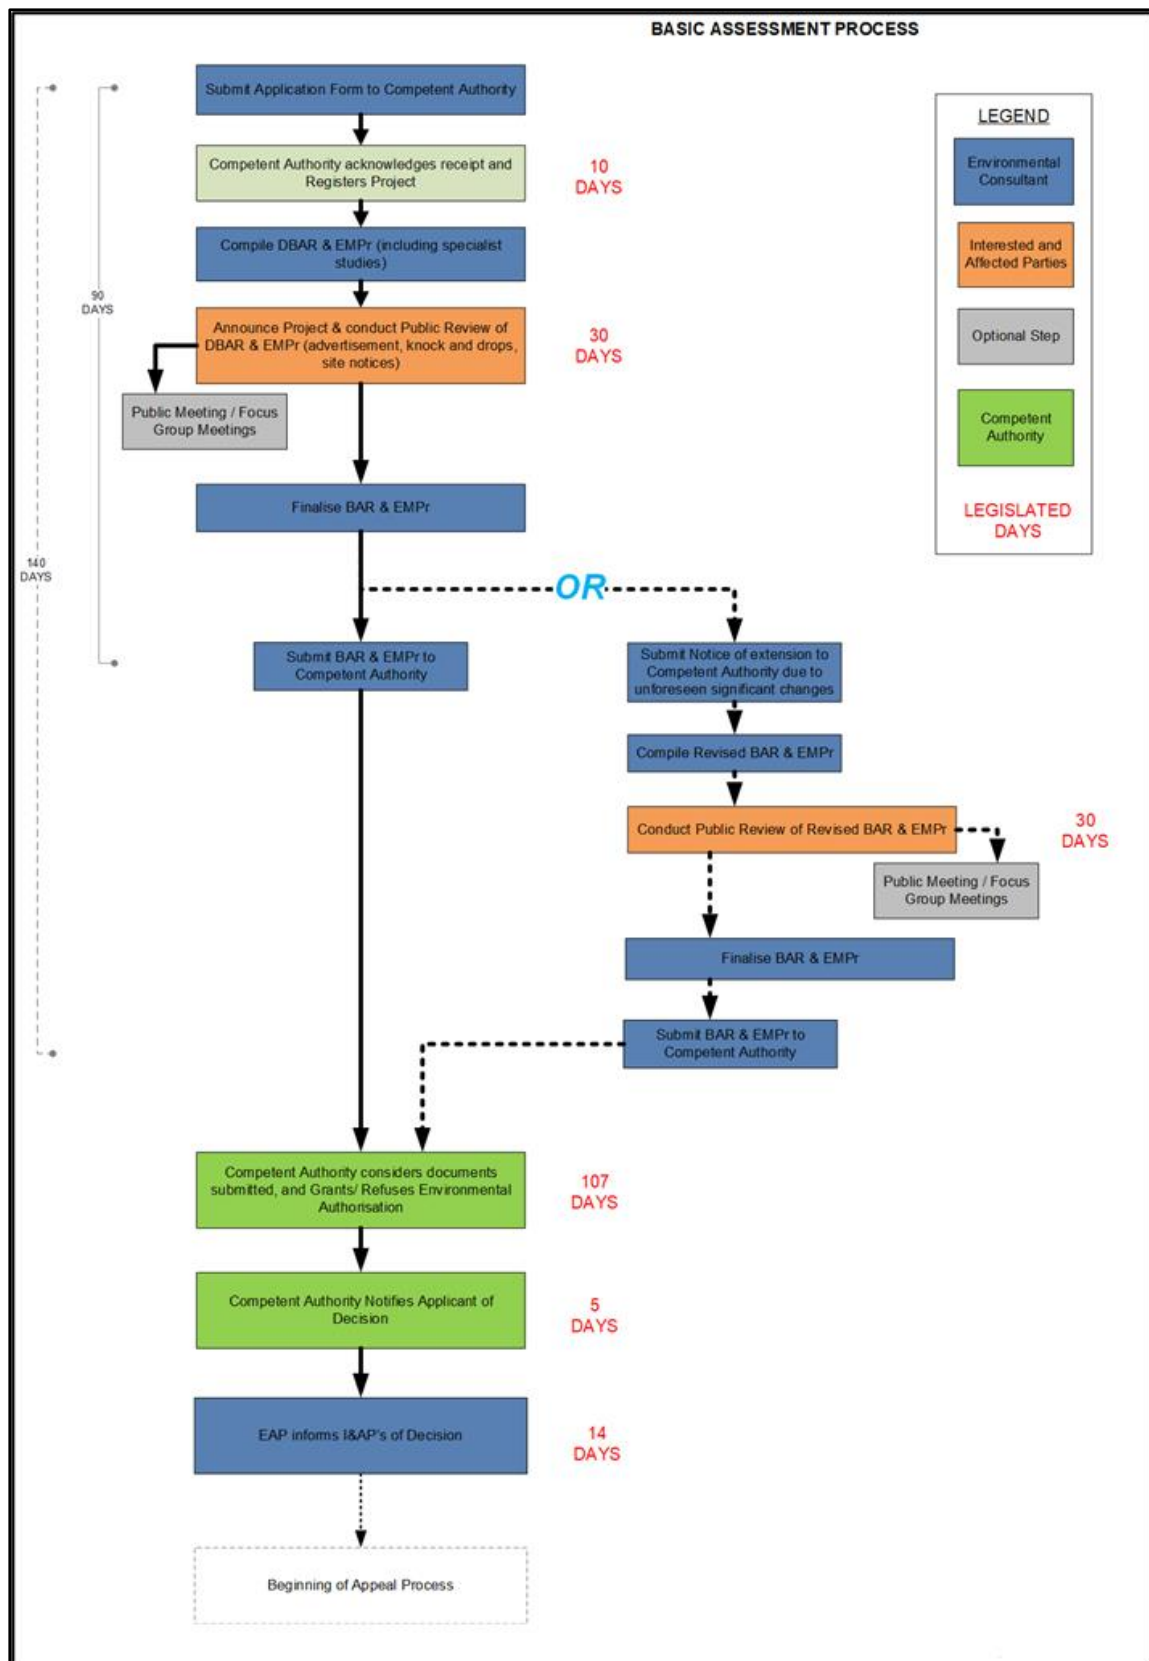 BASIC ASSESSMENT PROCESS
Submit Application Form to Competent Authority
Competent Authority acknowledges receipt and
Registers Project
10
DAYS
Compile DBAR & EMPr (including specialist
studies)
90
DAYS
Announce Project & conduct Public Review of
DBAR & EMPr (advertisement, knock and drops,
site notices)
30
DAYS
Public Meeting / Focus
Group Meetings
Finalise BAR & EMPr
140
DAYS
OR
Submit BAR & EMPr to
Competent Authority
Submit Notice of extension to
Competent Authority due to
unforeseen significant changes
Compile Revised BAR & EMPr
Conduct Public Review of Revised BAR & EMPr
30
DAYS
Public Meeting / Focus
Group Meetings
Finalise BAR & EMPr
Submit BAR & EMPr to
Competent Authority
Competent Authority considers documents
submitted, and Grants/ Refuses Environmental
Authorisation
107
DAYS
Competent Authority Notifies Applicant of
Decision
5
DAYS
EAP informs I&AP's of Decision
14
DAYS
Beginning of Appeal Process
LEGEND
Environmental
Consultant
Interested and
Affected Parties
Optional Step
Competent
Authority
LEGISLATED
DAYS